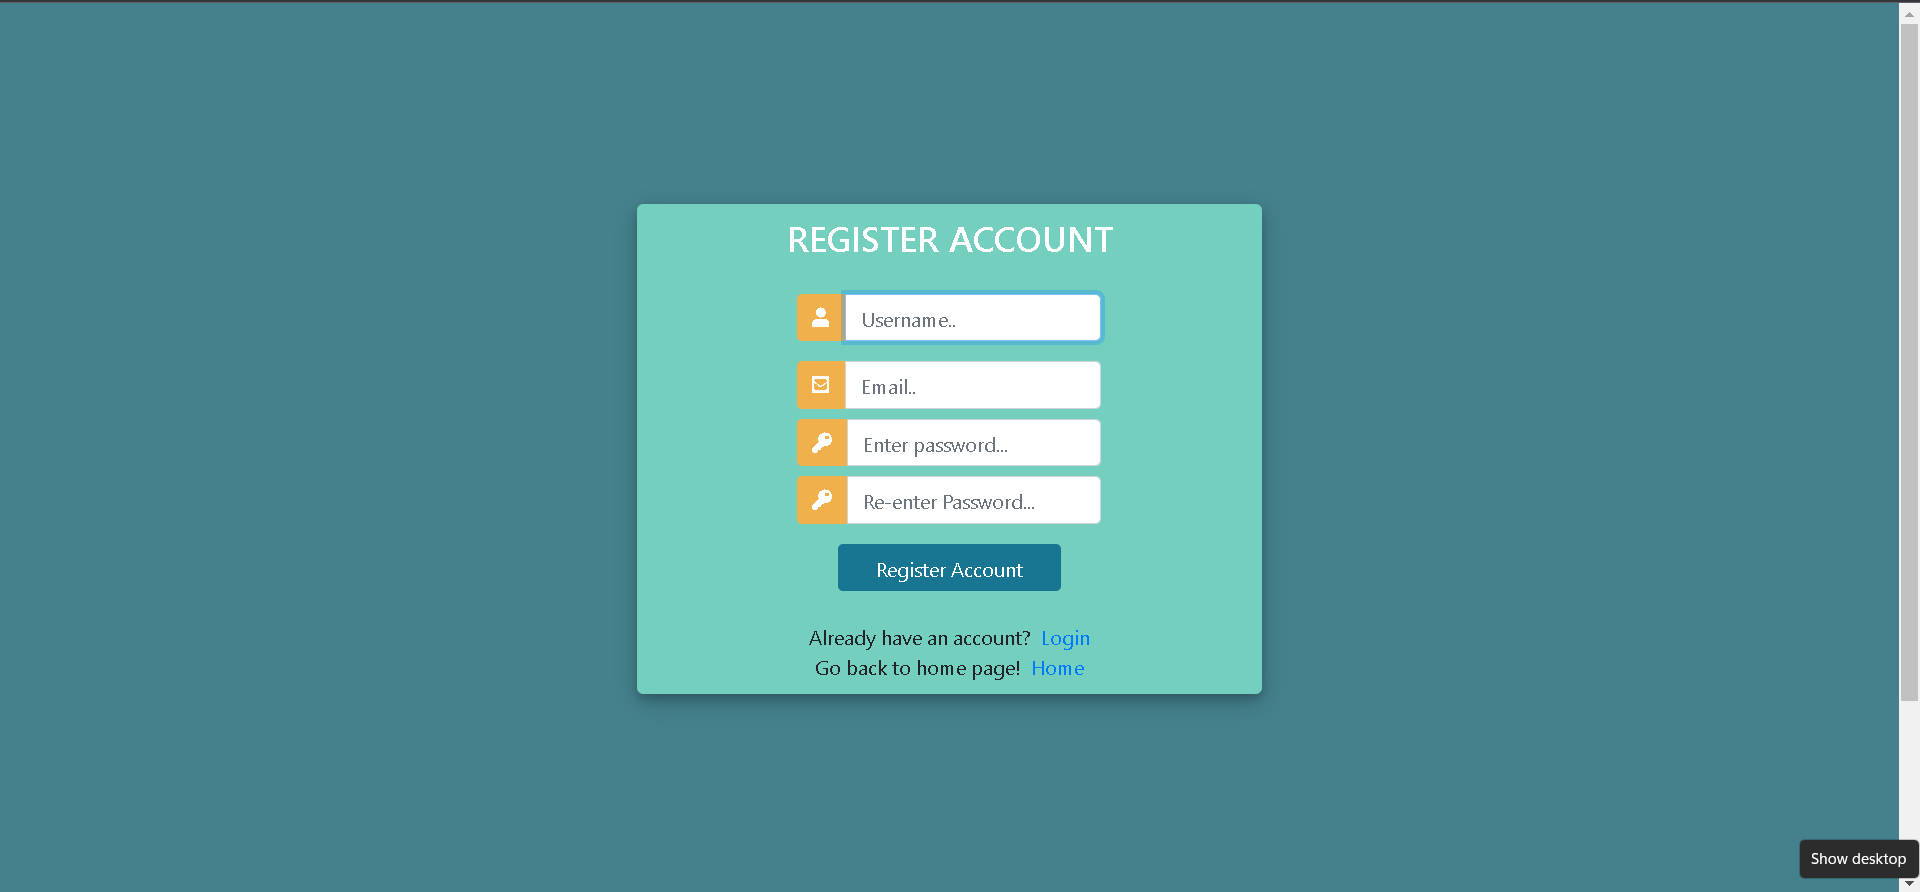 REGISTER ACCOUNT
Username..
Email..
Enter password...
Re-enter Password...
Register Account
Already have an account? Login
Go back to home page! Home
Show desktop